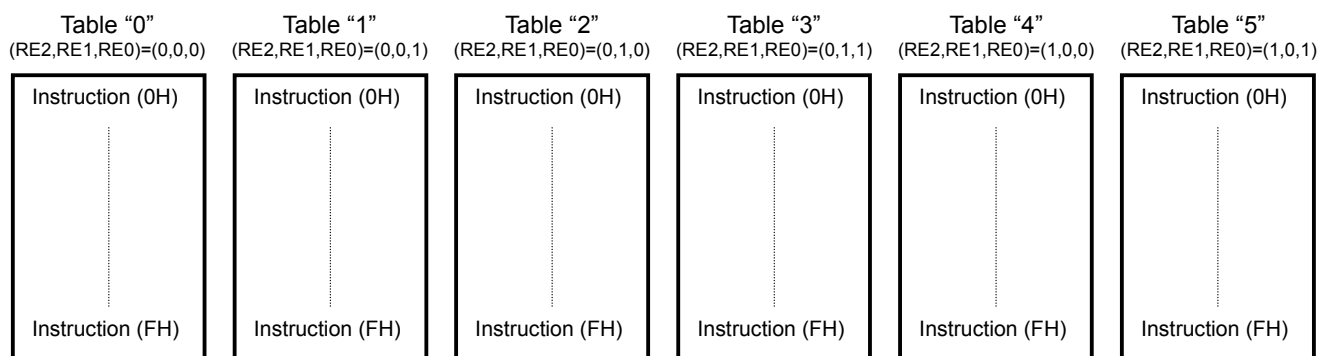 Table “0” Table “1” Table “2” Table “3” Table “4” Table “5”
(RE2,RE1,RE0)=(0,0,0) (RE2,RE1,RE0)=(0,0,1) (RE2,RE1,RE0)=(0,1,0) (RE2,RE1,RE0)=(0,1,1) (RE2,RE1,RE0)=(1,0,0) (RE2,RE1,RE0)=(1,0,1)
Instruction (0H) Instruction (0H) Instruction (0H) Instruction (0H) Instruction (0H) Instruction (0H)
Instruction (FH) Instruction (FH) Instruction (FH) Instruction (FH) Instruction (FH) Instruction (FH)